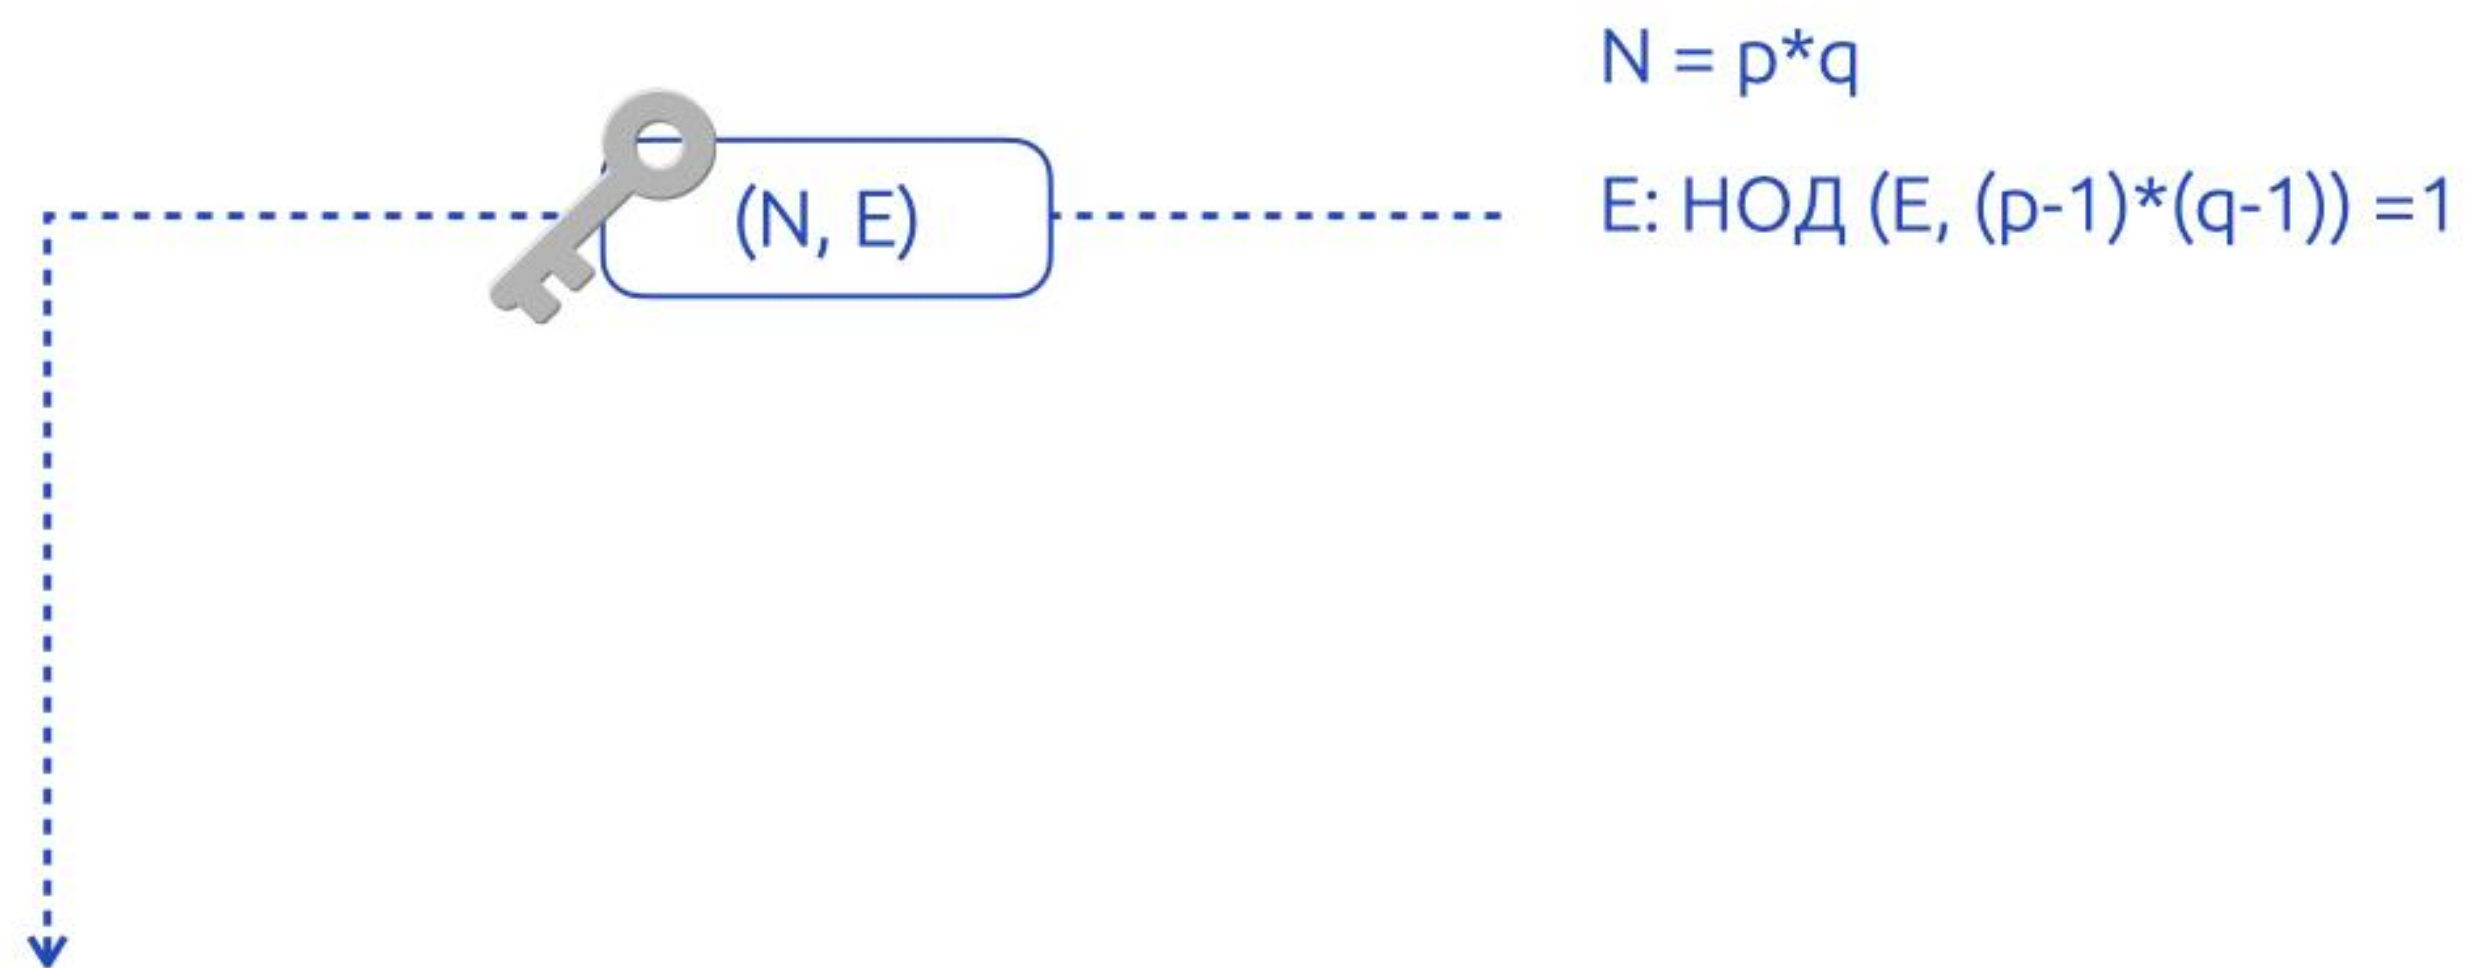 N = p*q
(N, E)
E: НОД (E, (p-1)*(q-1)) =1